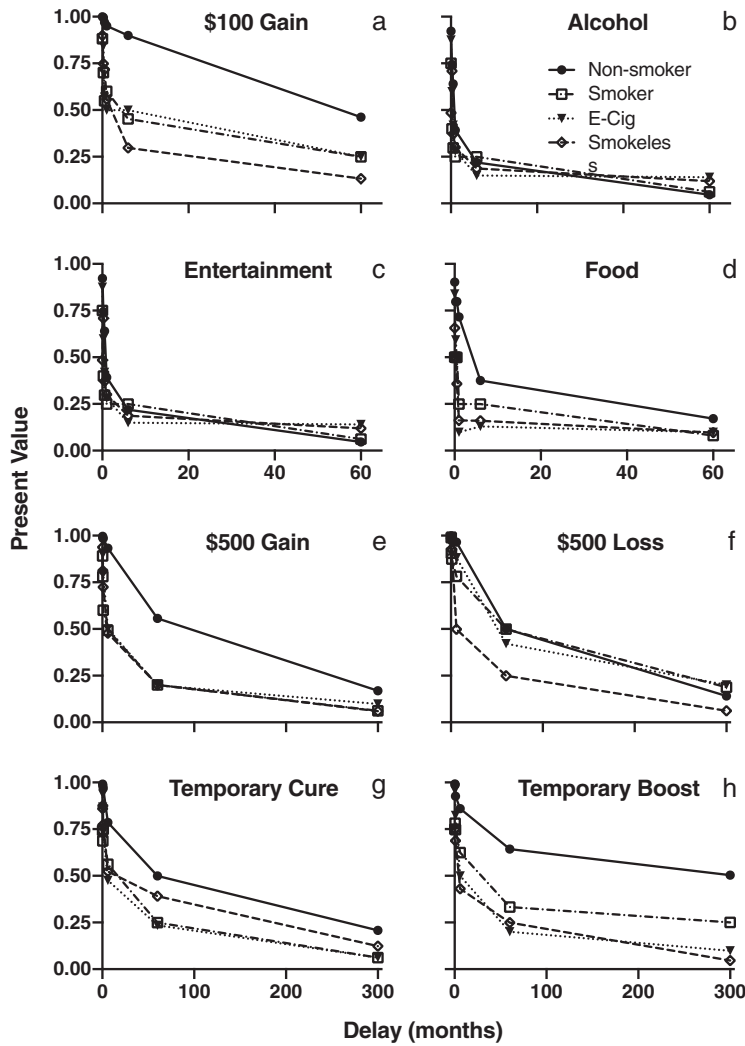 $100 Gain a
1.00
0.75
0.50
0.25
0.00
Alcohol b
Non-smoker
Smoker
E-Cig
Smokeles
s
Entertainment c
1.00
0.75
0.50
0.25
0.00
0 20 40 60
Food d
0 20 40 60
$500 Gain e
1.00
0.75
0.50
0.25
0.00
$500 Loss f
Temporary Cure g
1.00
0.75
0.50
0.25
0.00
0 100 200 300
Temporary Boost h
0 100 200 300
Present Value
Delay (months)